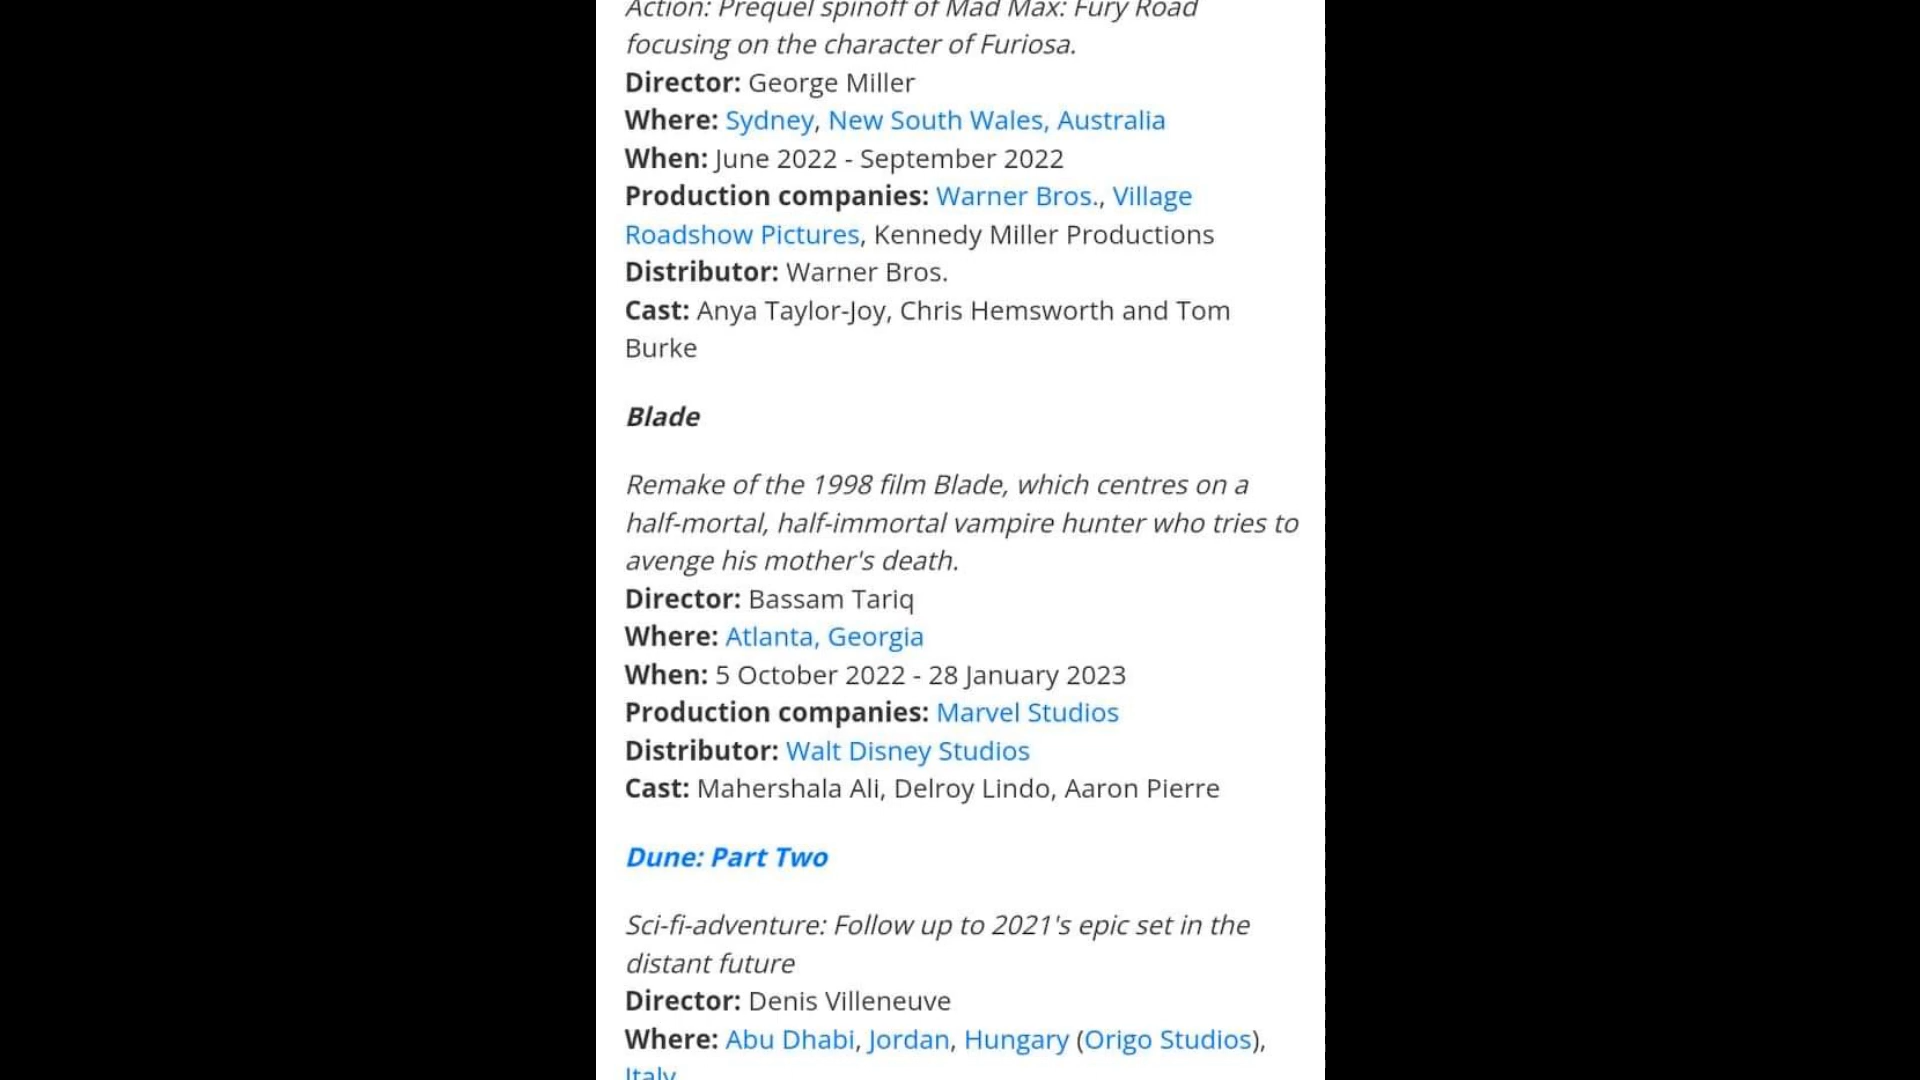 Action: Prequel spinoff of Mad Max: Fury Road
focusing on the character of Furiosa.
Director: George Miller
Where: Sydney, New South Wales, Australia
When: June 2022 - September 2022
Production companies: Warner Bros., Village
Roadshow Pictures, Kennedy Miller Productions
Distributor: Warner Bros.
Cast: Anya Taylor-Joy, Chris Hemsworth and Tom
Burke
Blade
Remake of the 1998 film Blade, which centres on a
half-mortal, half-immortal vampire hunter who tries to
avenge his mother's death.
Director: Bassam Tariq
Where: Atlanta, Georgia
When: 5 October 2022 - 28 January 2023
Production companies: Marvel Studios
Distributor: Walt Disney Studios
Cast: Mahershala Ali, Delroy Lindo, Aaron Pierre
Dune: Part Two
Sci-fi-adventure: Follow up to 2021's epic set in the
distant future
Director: Denis Villeneuve
Where: Abu Dhabi, Jordan, Hungary (Origo Studios),
Italy